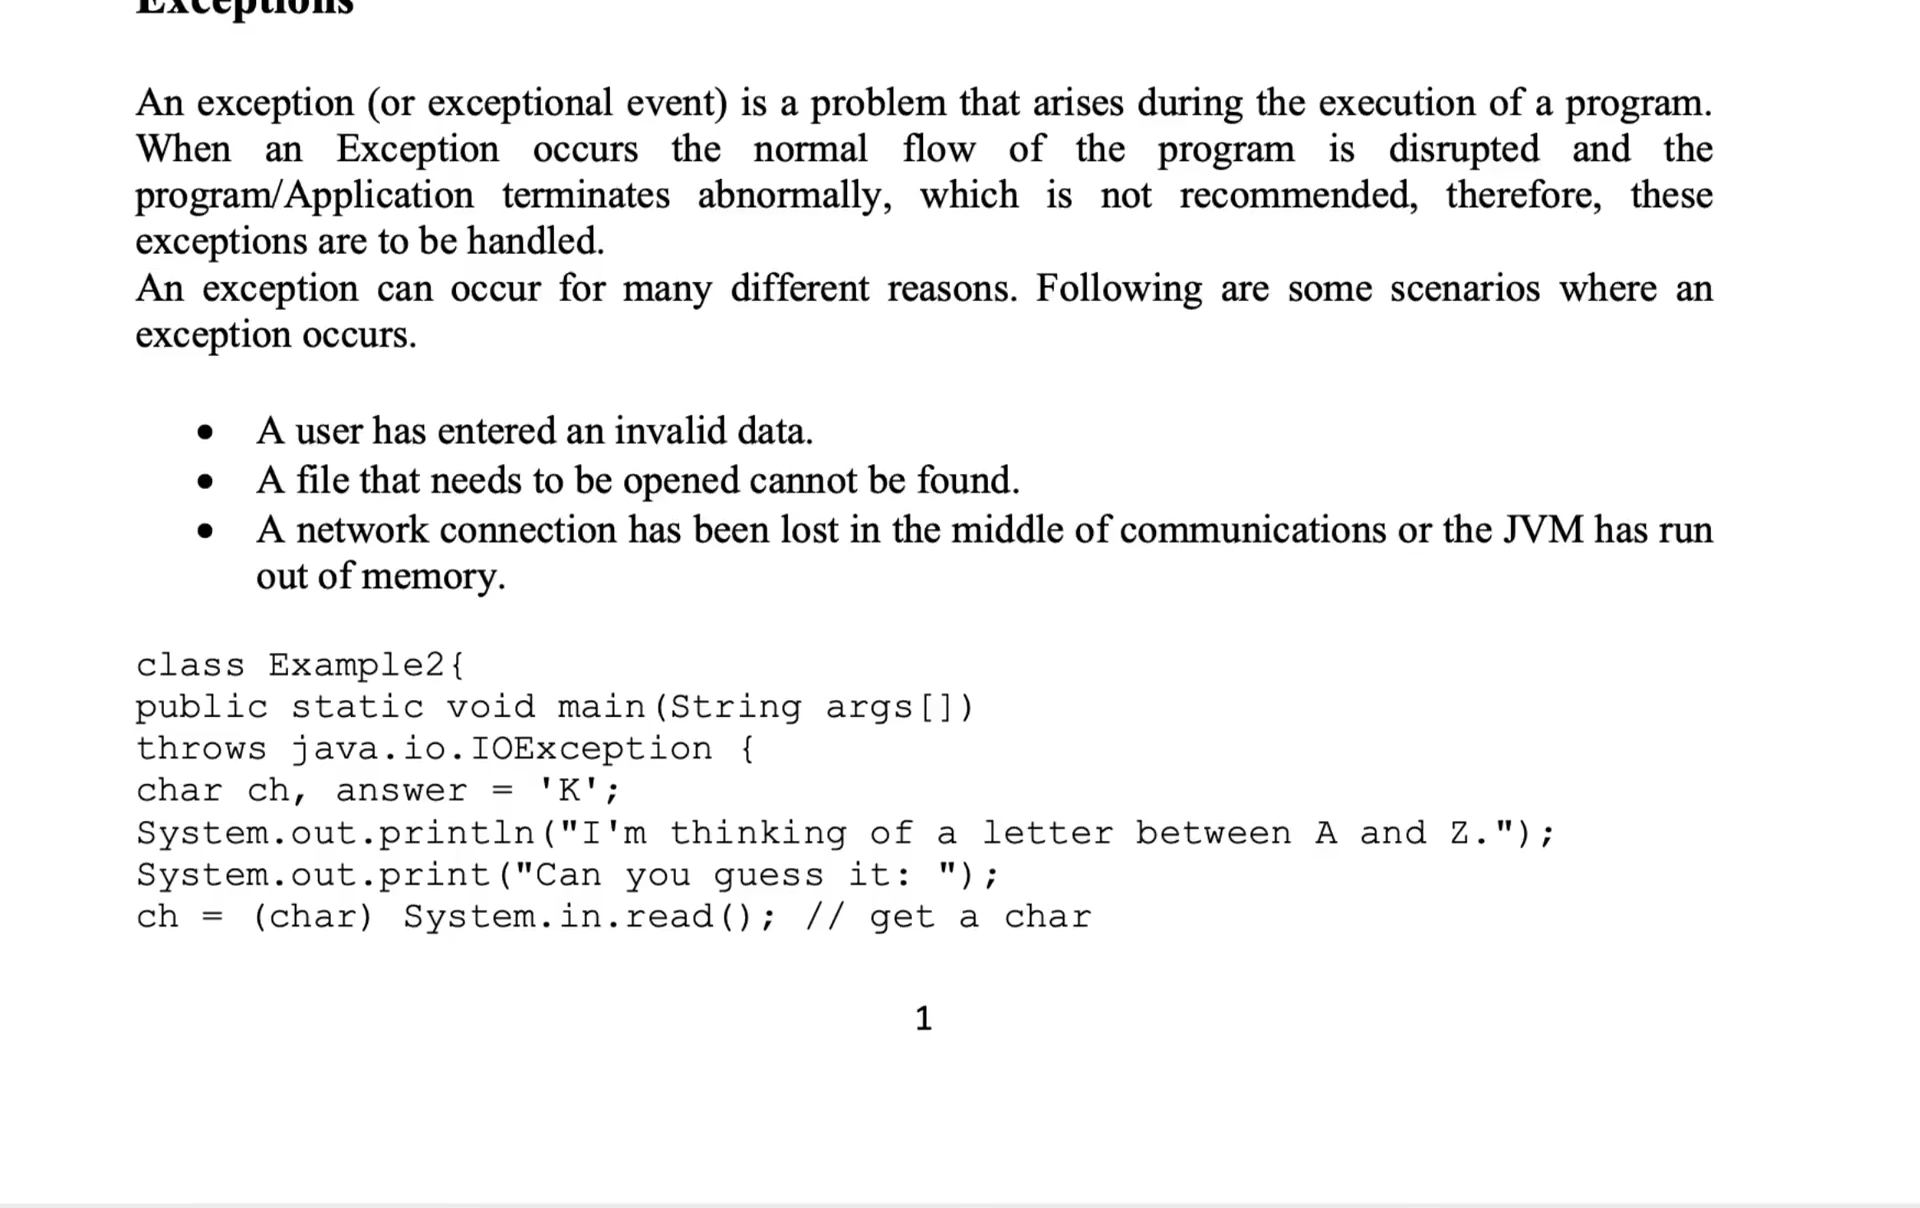 Exceptions
An exception (or exceptional event) is a problem that arises during the execution of a program.
When an Exception occurs the normal flow of the program is disrupted and the
program/Application terminates abnormally, which is not recommended, therefore, these
exceptions are to be handled.
An exception can occur for many different reasons. Following are some scenarios where an
exception occurs.
• A user has entered an invalid data.
• A file that needs to be opened cannot be found.
• A network connection has been lost in the middle of communications or the JVM has run
out of memory.
class Example2{
public static void main(String args[])
throws java.io.IOException {
char ch, answer = 'K';
System.out.println("I'm thinking of a letter between A and Z.");
System.out.print("Can you guess it: ");
ch = (char) System.in.read(); // get a char
1